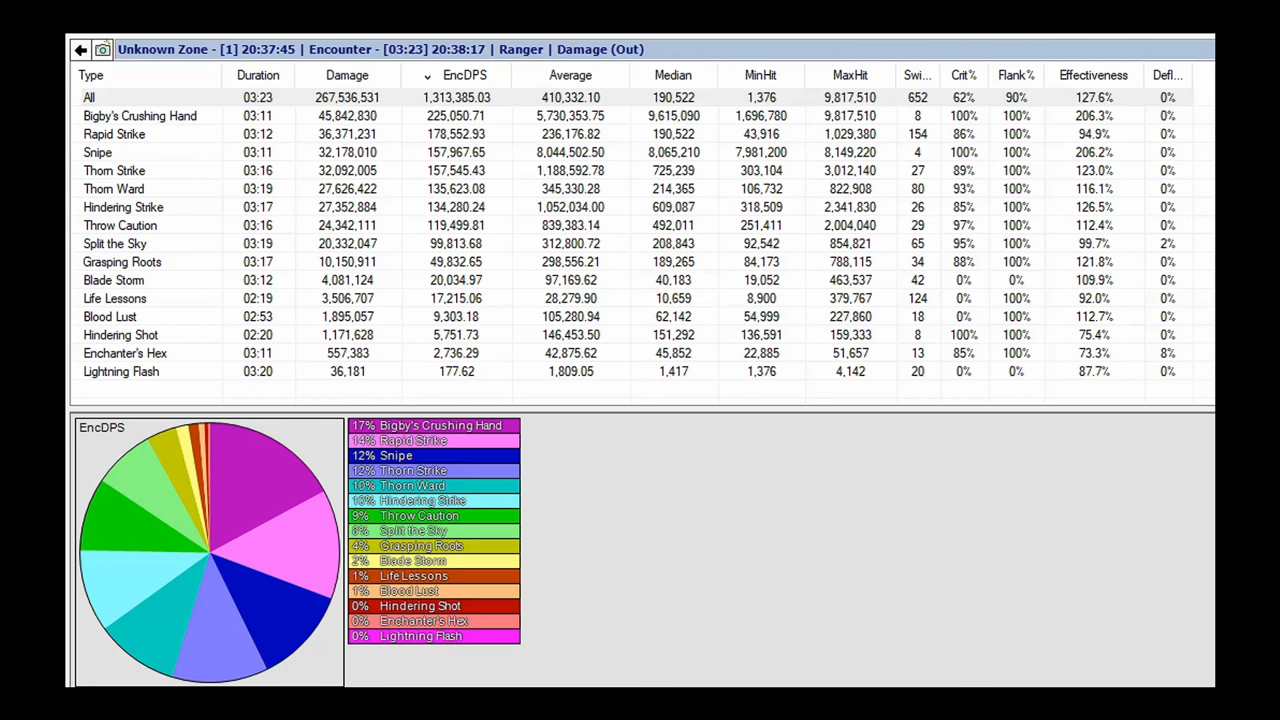 Unknown Zone - [1] 20:37:45 | Encounter - [03:23] 20:38:17 | Ranger | Damage (Out)
Type Duration Damage EncDPS Average Median MinHit MaxHit Swi... Crit% Flank% Effectiveness Defl...
All 03:23 267,536,531 1,313,385.03 410,332.10 190,522 1,376 9,817,510 652 62% 90% 127.6% 0%
Bigby's Crushing Hand 03:11 45,842,830 225,050.71 5,730,353.75 9,615,090 1,696,780 9,817,510 8 100% 100% 206.3% 0%
Rapid Strike 03:12 36,371,231 178,552.93 236,176.82 190,522 43,916 1,029,380 154 86% 100% 94.9% 0%
Snipe 03:11 32,178,010 157,967.65 8,044,502.50 8,065,210 7,981,200 8,149,220 4 100% 100% 206.2% 0%
Thorn Strike 03:16 32,092,005 157,545.43 1,188,592.78 725,239 303,104 3,012,140 27 89% 100% 123.0% 0%
Thorn Ward 03:19 27,626,422 135,623.08 345,330.28 214,365 106,732 822,908 80 93% 100% 116.1% 0%
Hindering Strike 03:17 27,352,884 134,280.24 1,052,034.00 609,087 318,509 2,341,830 26 85% 100% 126.5% 0%
Throw Caution 03:16 24,342,111 119,499.81 839,383.14 492,011 251,411 2,004,040 29 97% 100% 112.4% 0%
Split the Sky 03:19 20,332,047 99,813.68 312,800.72 208,843 92,542 854,821 65 95% 100% 99.7% 2%
Grasping Roots 03:17 10,150,911 49,832.65 298,556.21 189,265 84,173 788,115 34 88% 100% 121.8% 0%
Blade Storm 03:12 4,081,124 20,034.97 97,169.62 40,183 19,052 463,537 42 0% 0% 109.9% 0%
Life Lessons 02:19 3,506,707 17,215.06 28,279.90 10,659 8,900 379,767 124 0% 100% 92.0% 0%
Blood Lust 02:53 1,895,057 9,303.18 105,280.94 62,142 54,999 227,860 18 0% 100% 112.7% 0%
Hindering Shot 02:20 1,171,628 5,751.73 146,453.50 151,292 136,591 159,333 8 100% 100% 75.4% 0%
Enchanter's Hex 03:11 557,383 2,736.29 42,875.62 45,852 22,885 51,657 13 85% 100% 73.3% 8%
Lightning Flash 03:20 36,181 177.62 1,809.05 1,417 1,376 4,142 20 0% 0% 87.7% 0%
EncDPS
17% Bigby's Crushing Hand
14% Rapid Strike
12% Snipe
12% Thorn Strike
10% Thorn Ward
10% Hindering Strike
9% Throw Caution
8% Split the Sky
4% Grasping Roots
2% Blade Storm
1% Life Lessons
1% Blood Lust
0% Hindering Shot
0% Enchanter's Hex
0% Lightning Flash